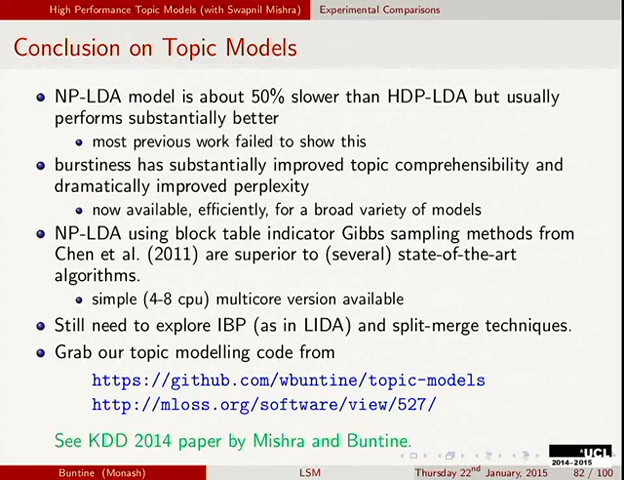 High Performance Topic Models (with Swapnil Mishra) Experimental Comparisons
Conclusion on Topic Models
NP-LDA model is about 50% slower than HDP-LDA but usually
performs substantially better
most previous work failed to show this
burstiness has substantially improved topic comprehensibility and
dramatically improved perplexity
now available, efficiently, for a broad variety of models
NP-LDA using block table indicator Gibbs sampling methods from
Chen et al. (2011) are superior to (several) state-of-the-art
algorithms.
simple (4-8 cpu) multicore version available
Still need to explore IBP (as in LIDA) and split-merge techniques.
Grab our topic modelling code from
https://github.com/wbuntine/topic-models
http://mloss.org/software/view/527/
See KDD 2014 paper by Mishra and Buntine.
UCL
2014-2015
Buntine (Monash) LSM Thursday 22nd January, 2015 82 / 100